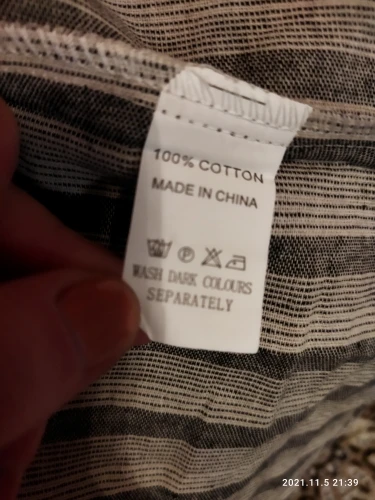 100% COTTON
MADE IN CHINA
WASH DARK COLOURS
SEPARATELY
2021.11.5 21:39